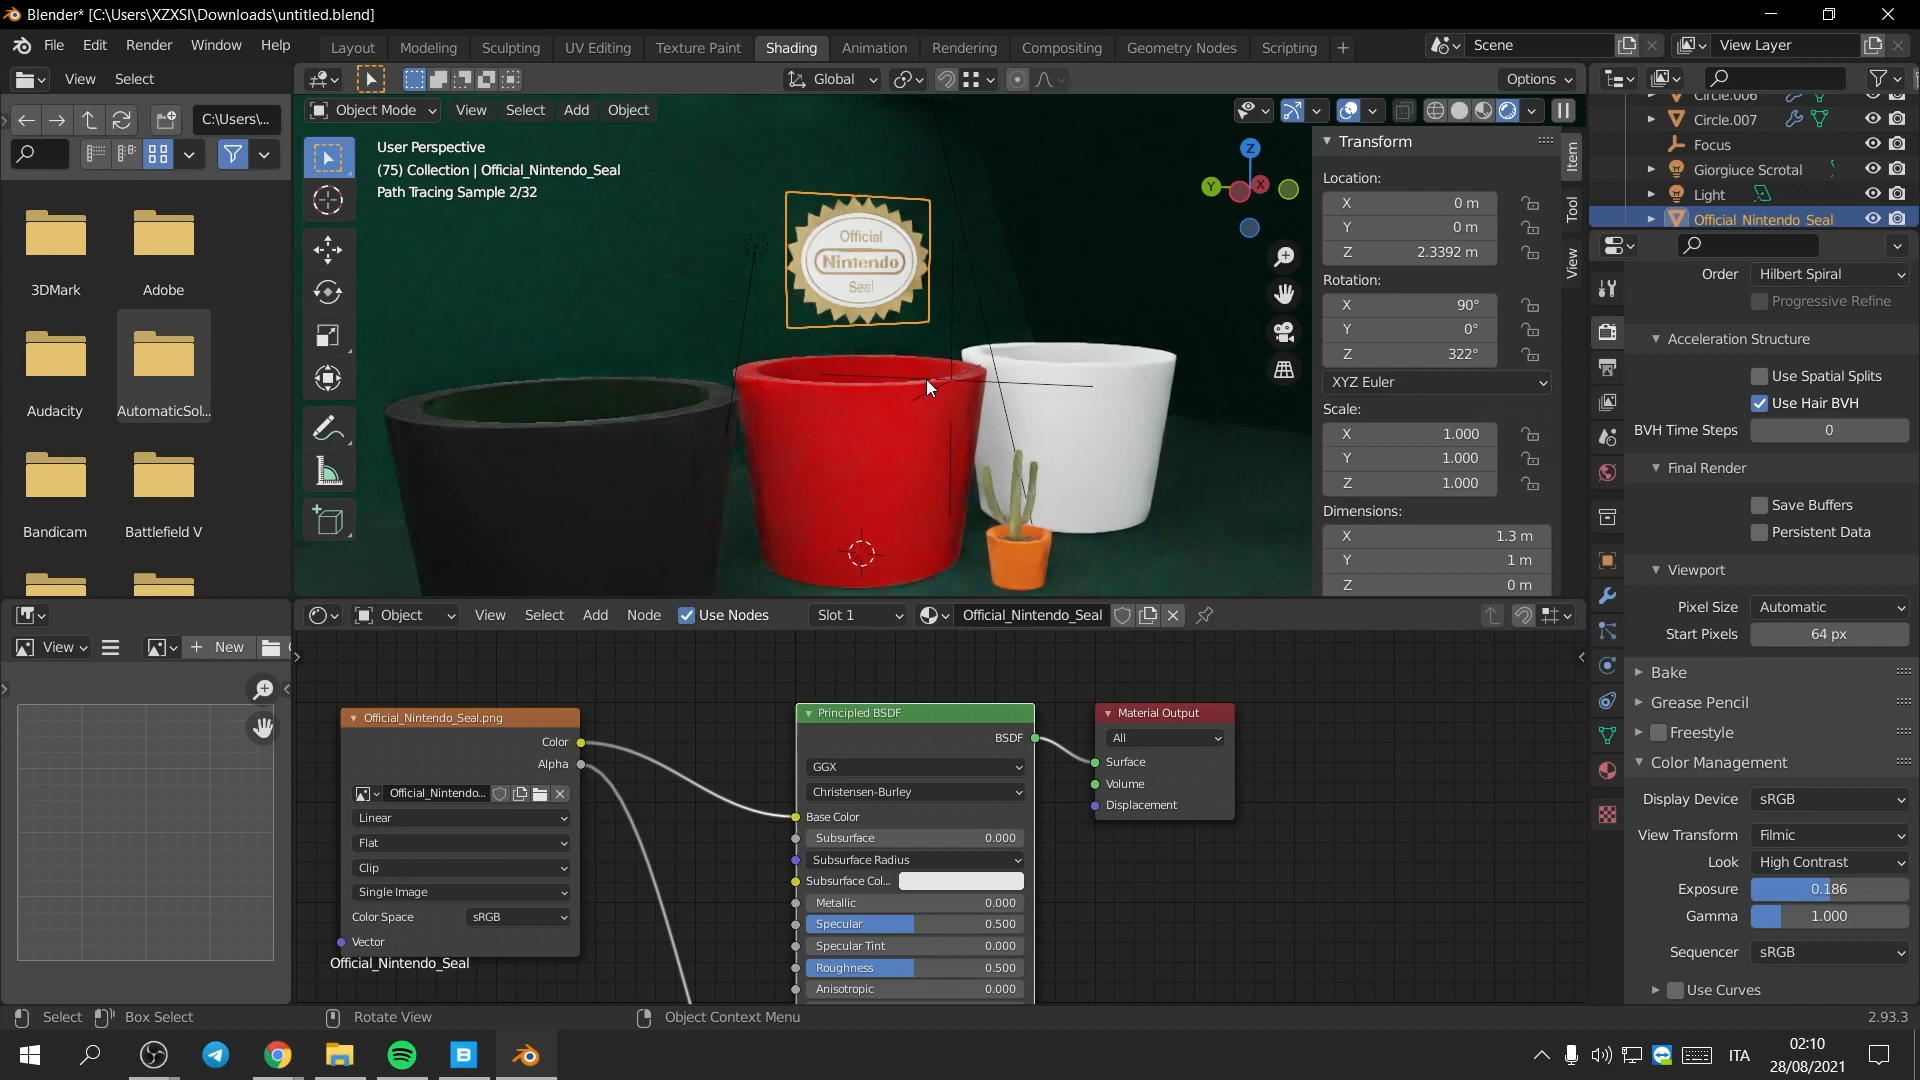 Blender* [C:\Users\XZXSI\Downloads\untitled.blend]
File Edit Render Window Help
Layout Modeling Sculpting UV Editing Texture Paint Shading Animation Rendering Compositing Geometry Nodes Scripting +
Scene
View Layer
View Select
Global
Options
C:\Users\...
Object Mode View Select Add Object
User Perspective
(75) Collection | Official_Nintendo_Seal
Path Tracing Sample 2/32
Official
Nintendo
Seal
Z
Y
X
3DMark
Adobe
Audacity
AutomaticSol...
Bandicam
Battlefield V
Transform
Location:
X 0 m
Y 0 m
Z 2.3392 m
Rotation:
X 90°
Y 0°
Z 322°
XYZ Euler
Scale:
X 1.000
Y 1.000
Z 1.000
Dimensions:
X 1.3 m
Y 1 m
Z 0 m
Item
Tool
View
Circle.006
Circle.007
Focus
Giorgiuce Scrotal
Light
Official_Nintendo_Seal
Order Hilbert Spiral
Progressive Refine
Acceleration Structure
Use Spatial Splits
Use Hair BVH
BVH Time Steps 0
Final Render
Save Buffers
Persistent Data
Viewport
Pixel Size Automatic
Start Pixels 64 px
Bake
Grease Pencil
Freestyle
Color Management
Display Device sRGB
View Transform Filmic
Look High Contrast
Exposure 0.186
Gamma 1.000
Sequencer sRGB
Use Curves
View
New
Object View Select Add Node Use Nodes Slot 1 Official_Nintendo_Seal
Official_Nintendo_Seal.png
Color
Alpha
Official_Nintendo...
Linear
Flat
Clip
Single Image
Color Space sRGB
Vector
Official_Nintendo_Seal
Principled BSDF
BSDF
GGX
Christensen-Burley
Base Color
Subsurface 0.000
Subsurface Radius
Subsurface Col...
Metallic 0.000
Specular 0.500
Specular Tint 0.000
Roughness 0.500
Anisotropic 0.000
Material Output
All
Surface
Volume
Displacement
Select Box Select Rotate View Object Context Menu
2.93.3
ITA
02:10
28/08/2021